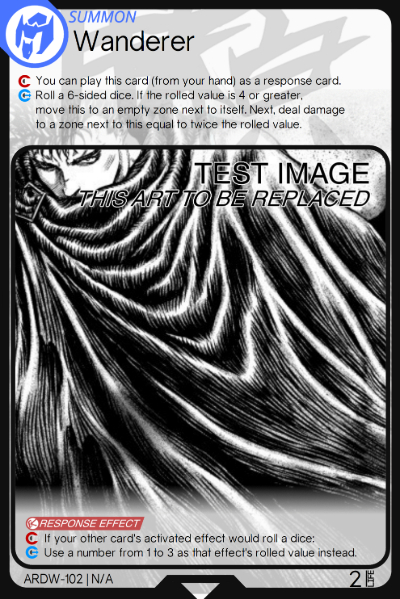 SUMMON
Wanderer
You can play this card (from your hand) as a response card.
Roll a 6-sided dice. If the rolled value is 4 or greater,
move this to an empty zone next to itself. Next, deal damage
to a zone next to this equal to twice the rolled value.
TEST IMAGE
THIS ART TO BE REPLACED
RESPONSE EFFECT
If your other card's activated effect would roll a dice:
Use a number from 1 to 3 as that effect's rolled value instead.
ARDW-102 | N/A
2 LIFE